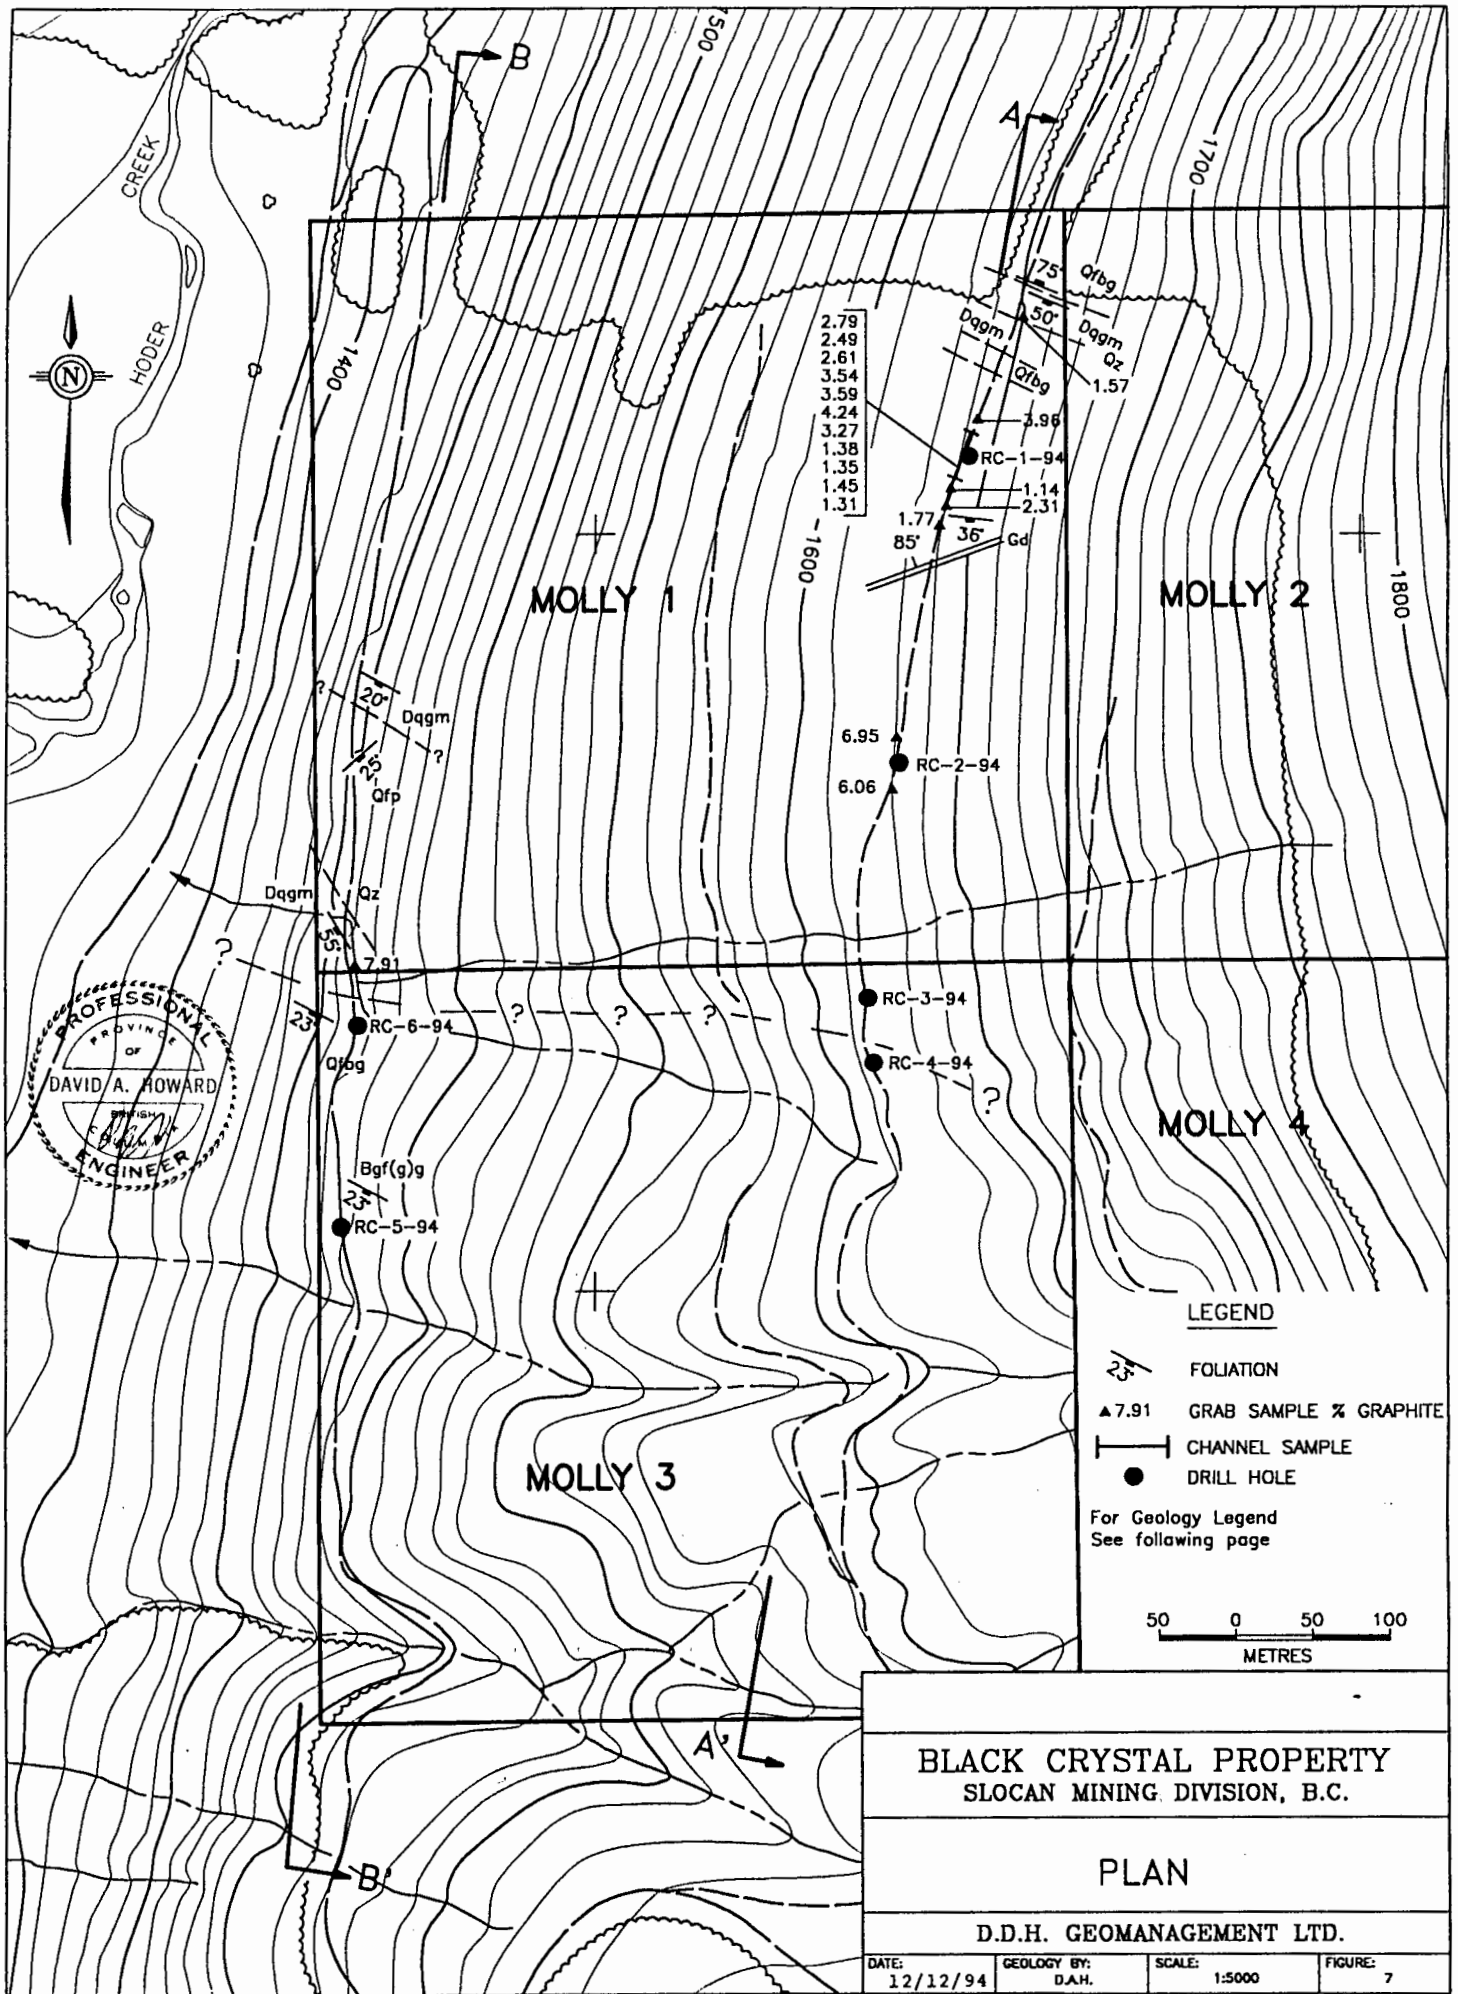 1500
B
A
1700
CREEK
HODER
N
1400
75°
Qfbg
50°
Dqgm
Dqgm
Qz
Qfbg
1.57
2.79
2.49
2.61
3.54
3.59
4.24
3.27
1.38
1.35
1.45
1.31
3.96
RC-1-94
1.14
2.31
1.77
36°
85°
Gd
1600
1800
MOLLY 1
MOLLY 2
?
20°
Dqgm
?
25°
Qfp
6.95
RC-2-94
6.06
Dqgm
Qz
55°
7.91
?
23°
RC-6-94
? ? ?
RC-3-94
RC-4-94
?
Qfbg
PROFESSIONAL
PROVINCE
OF
DAVID A. HOWARD
BRITISH
COLUMBIA
ENGINEER
MOLLY 4
Bgf(g)g
23°
RC-5-94
MOLLY 3
LEGEND
23° FOLIATION
▲7.91 GRAB SAMPLE % GRAPHITE
CHANNEL SAMPLE
DRILL HOLE
For Geology Legend
See following page
50 0 50 100
METRES
A'
B'
BLACK CRYSTAL PROPERTY
SLOCAN MINING DIVISION, B.C.
PLAN
D.D.H. GEOMANAGEMENT LTD.
DATE: 12/12/94
GEOLOGY BY: D.A.H.
SCALE: 1:5000
FIGURE: 7